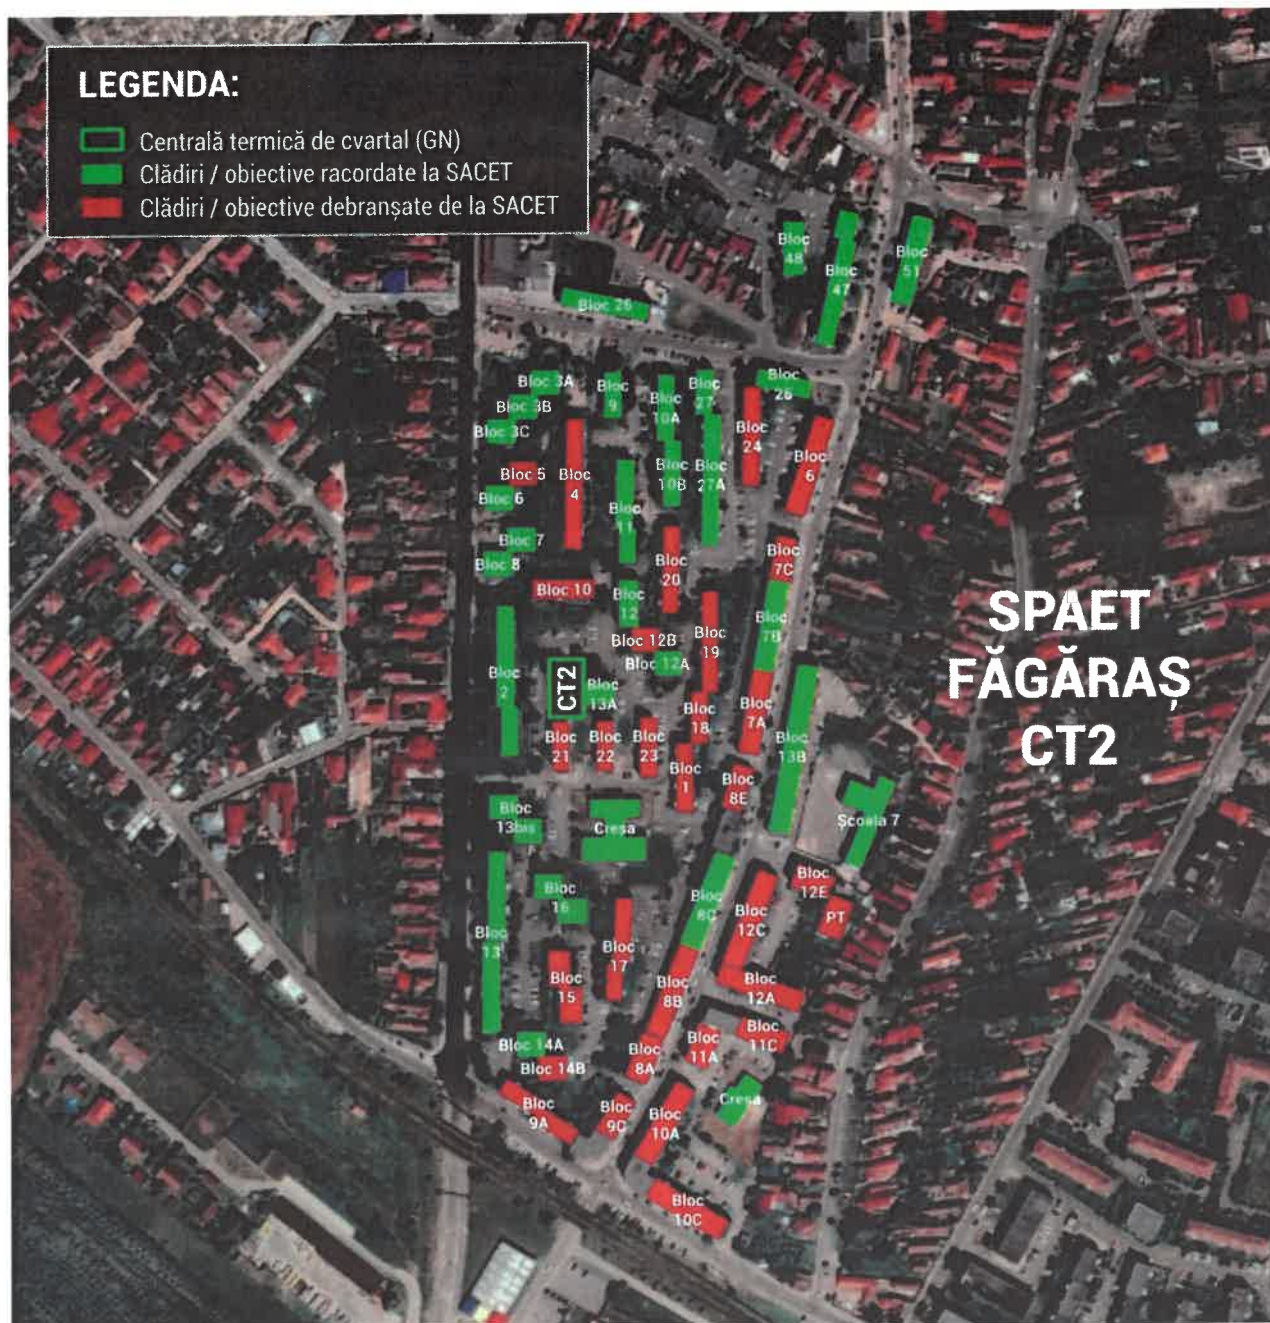 LEGENDA:
Centrală termică de cvartal (GN)
Clădiri / obiective racordate la SACET
Clădiri / obiective debranșate de la SACET
Bloc
48
Bloc
47
Bloc
51
Bloc 26
Bloc 3A
Bloc 3B
Bloc 3C
Bloc
9
Bloc
10A
Bloc
27
Bloc
26
Bloc
24
Bloc
6
Bloc 5
Bloc
4
Bloc 6
Bloc
10B
Bloc
27A
Bloc
11
Bloc 7
Bloc 8
Bloc
20
Bloc
7C
Bloc 10
Bloc
12
Bloc
7B
Bloc 12B
Bloc
19
Bloc 12A
Bloc
2
CT2
Bloc
13A
Bloc
18
Bloc
7A
Bloc
13B
Bloc
21
Bloc
22
Bloc
23
Bloc
1
Bloc
8E
SPAET
FĂGĂRAȘ
CT2
Bloc
13bis
Creșa
Școala 7
Bloc
16
Bloc
8C
Bloc
12E
Bloc
12C
PT
Bloc
13
Bloc
17
Bloc
15
Bloc
8B
Bloc
12A
Bloc 14A
Bloc 14B
Bloc
8A
Bloc
11A
Bloc
11C
Bloc
9A
Bloc
9C
Bloc
10A
Creșa
Bloc
10C